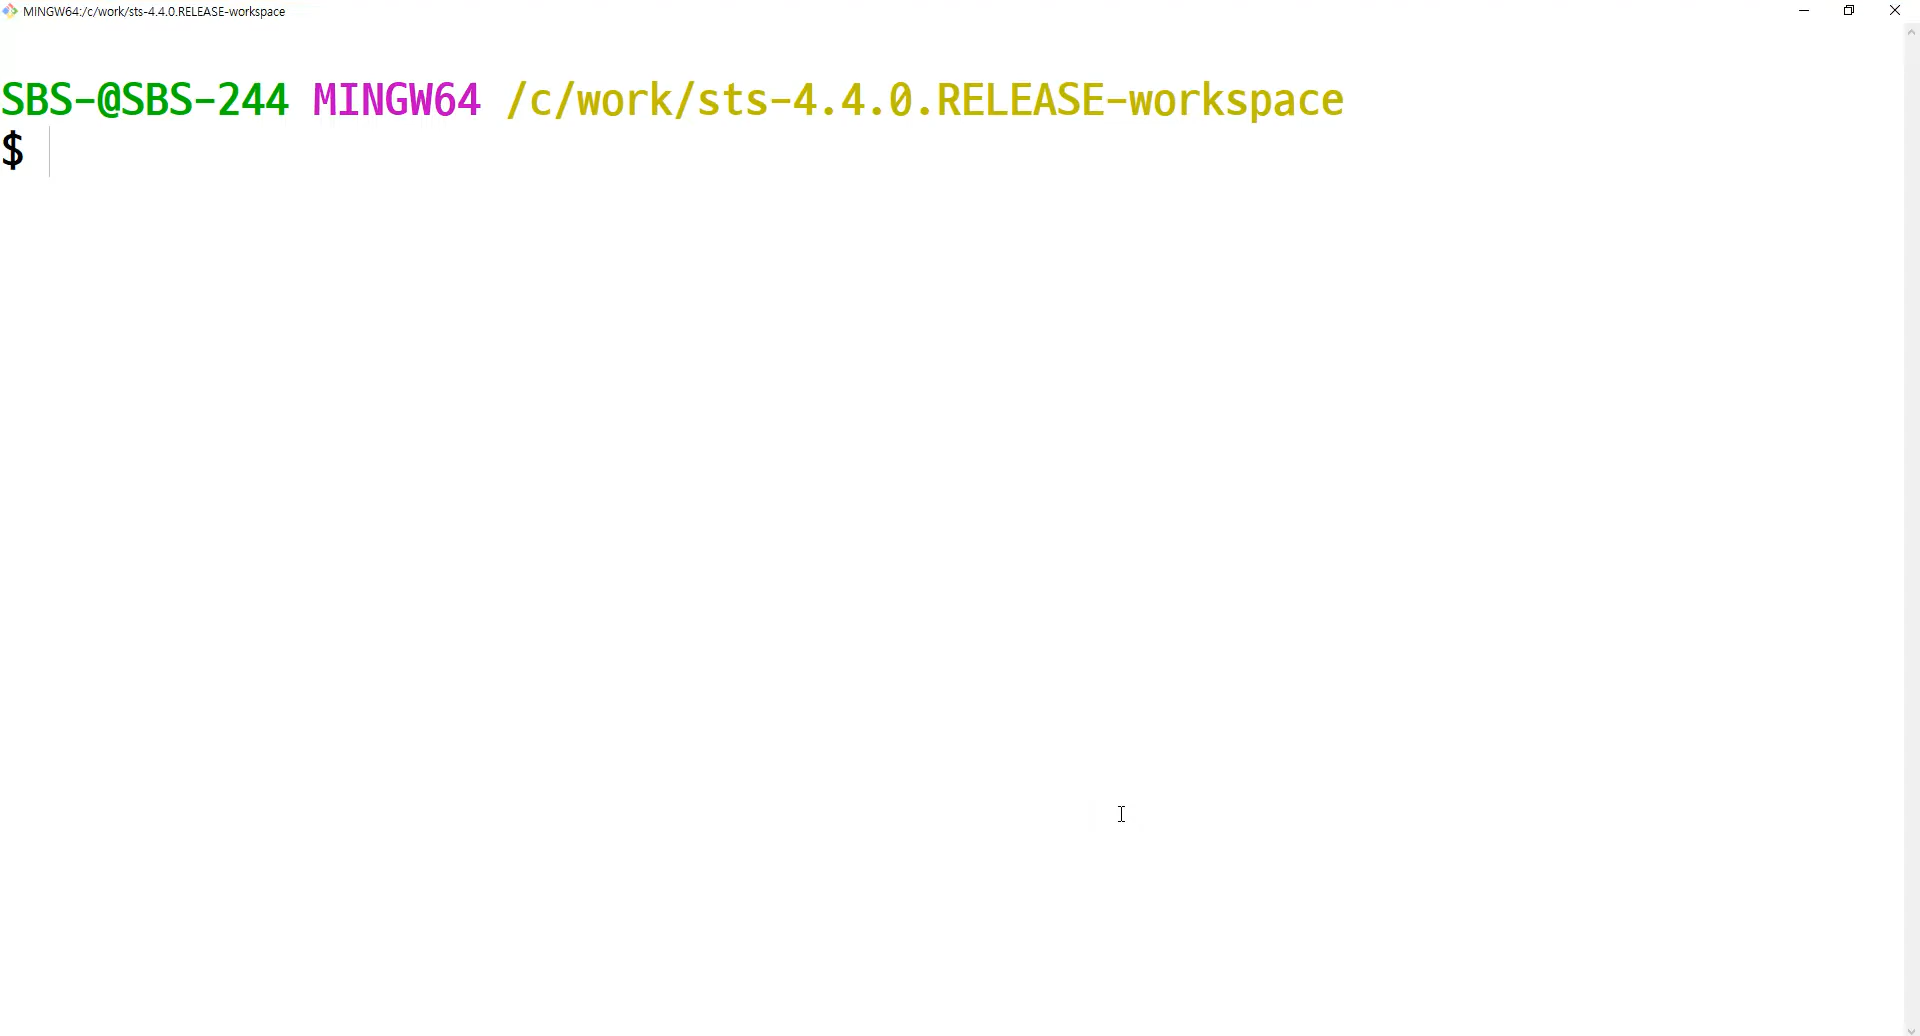 MINGW64:/c/work/sts-4.4.0.RELEASE-workspace
SBS-@SBS-244 MINGW64 /c/work/sts-4.4.0.RELEASE-workspace
$